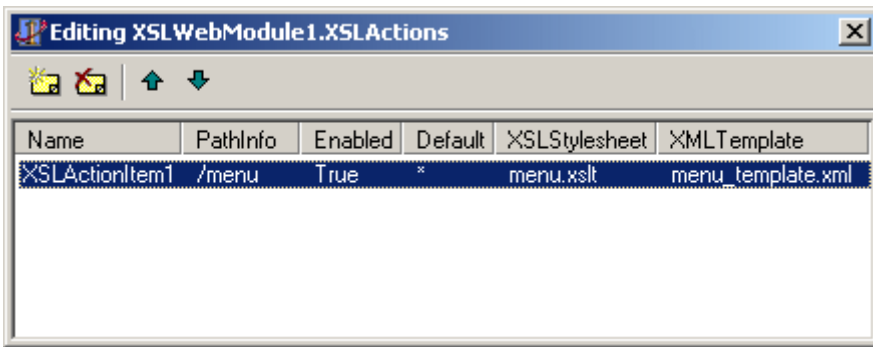 Editing XSLWebModule1.XSLActions
Name PathInfo Enabled Default XSLStylesheet XMLTemplate
XSLActionItem1 /menu True * menu.xslt menu_template.xml